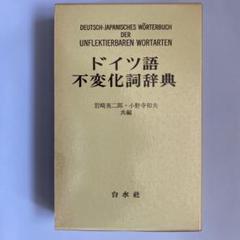 DEUTSCH-JAPANISCHES WÖRTERBUCH
DER
UNFLEKTIERBAREN WORTARTEN
ドイツ語
不変化詞辞典
岩崎英二郎・小野寺和夫
共編
白水社